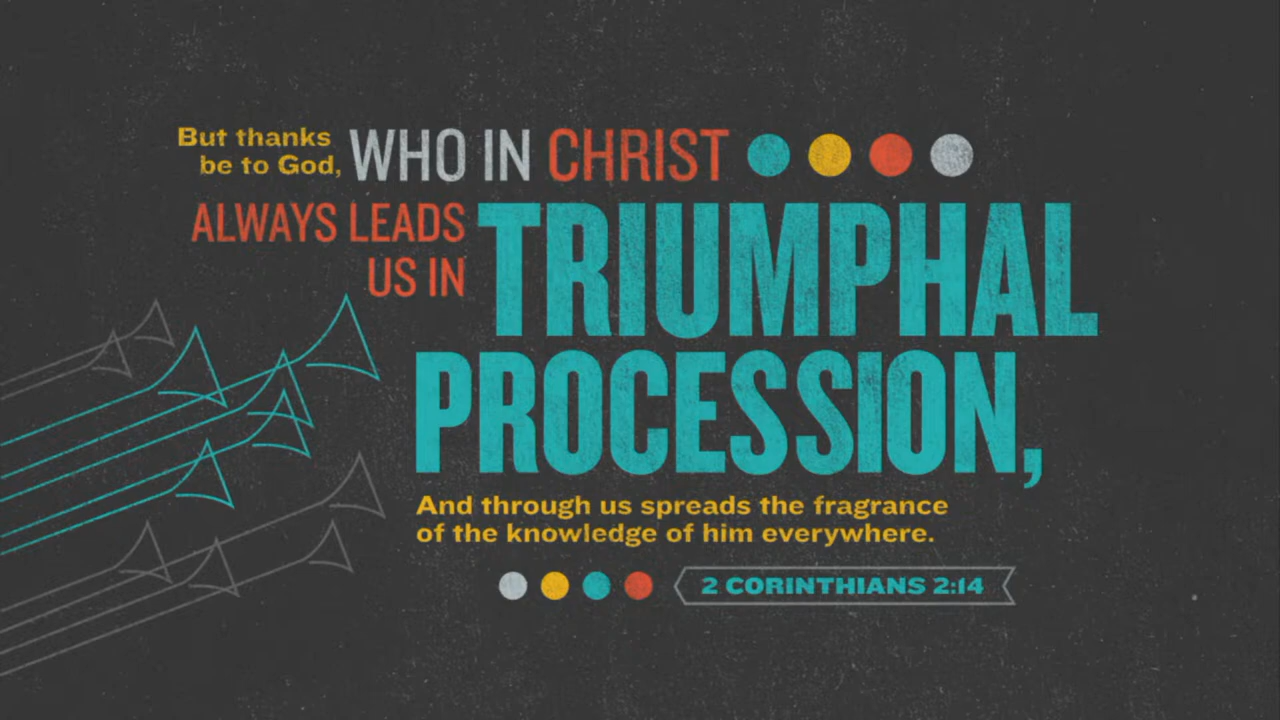 But thanks
be to God,
WHO IN CHRIST
ALWAYS LEADS
US IN
TRIUMPHAL
PROCESSION,
And through us spreads the fragrance
of the knowledge of him everywhere.
2 CORINTHIANS 2:14